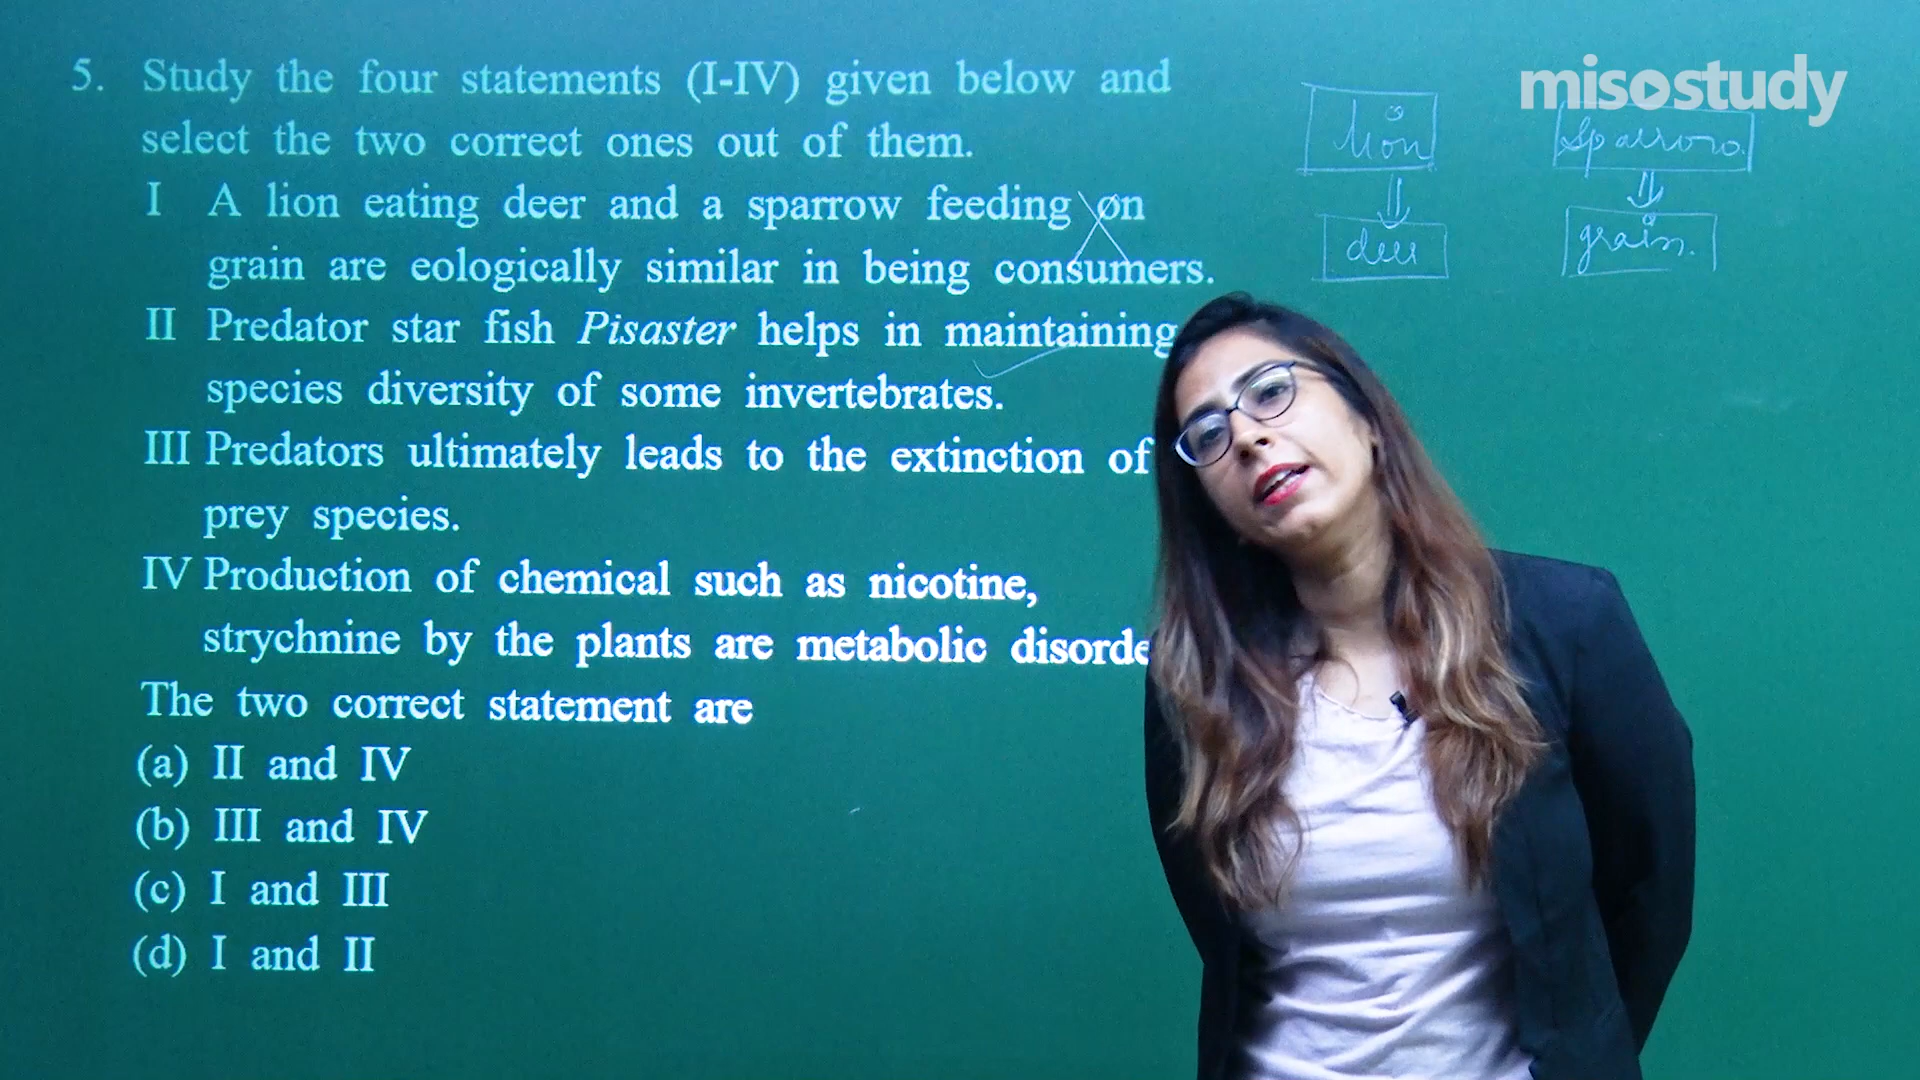 misostudy
5. Study the four statements (I-IV) given below and
select the two correct ones out of them.
I A lion eating deer and a sparrow feeding on
grain are eologically similar in being consumers.
II Predator star fish Pisaster helps in maintaining
species diversity of some invertebrates.
III Predators ultimately leads to the extinction of
prey species.
IV Production of chemical such as nicotine,
strychnine by the plants are metabolic disorde
The two correct statement are
(a) II and IV
(b) III and IV
(c) I and III
(d) I and II
lion
deer
Sparrow
grain.